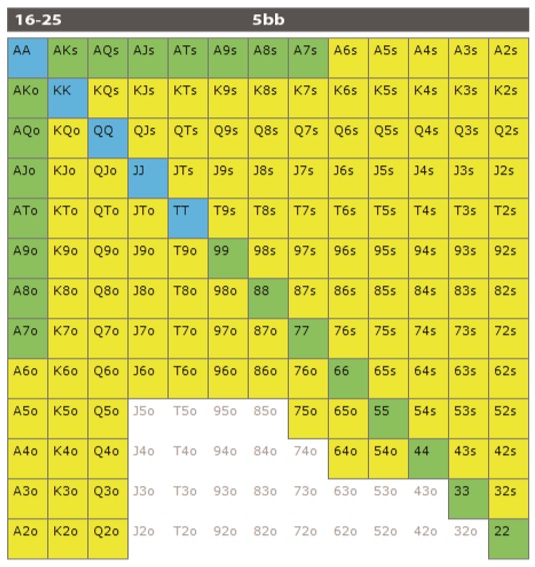 16-25 5bb
AA AKs AQs AJs ATs A9s A8s A7s A6s A5s A4s A3s A2s
AKo KK KQs KJs KTs K9s K8s K7s K6s K5s K4s K3s K2s
AQo KQo QQ QJs QTs Q9s Q8s Q7s Q6s Q5s Q4s Q3s Q2s
AJo KJo QJo JJ JTs J9s J8s J7s J6s J5s J4s J3s J2s
ATo KTo QTo JTo TT T9s T8s T7s T6s T5s T4s T3s T2s
A9o K9o Q9o J9o T9o 99 98s 97s 96s 95s 94s 93s 92s
A8o K8o Q8o J8o T8o 98o 88 87s 86s 85s 84s 83s 82s
A7o K7o Q7o J7o T7o 97o 87o 77 76s 75s 74s 73s 72s
A6o K6o Q6o J6o T6o 96o 86o 76o 66 65s 64s 63s 62s
A5o K5o Q5o J5o T5o 95o 85o 75o 65o 55 54s 53s 52s
A4o K4o Q4o J4o T4o 94o 84o 74o 64o 54o 44 43s 42s
A3o K3o Q3o J3o T3o 93o 83o 73o 63o 53o 43o 33 32s
A2o K2o Q2o J2o T2o 92o 82o 72o 62o 52o 42o 32o 22